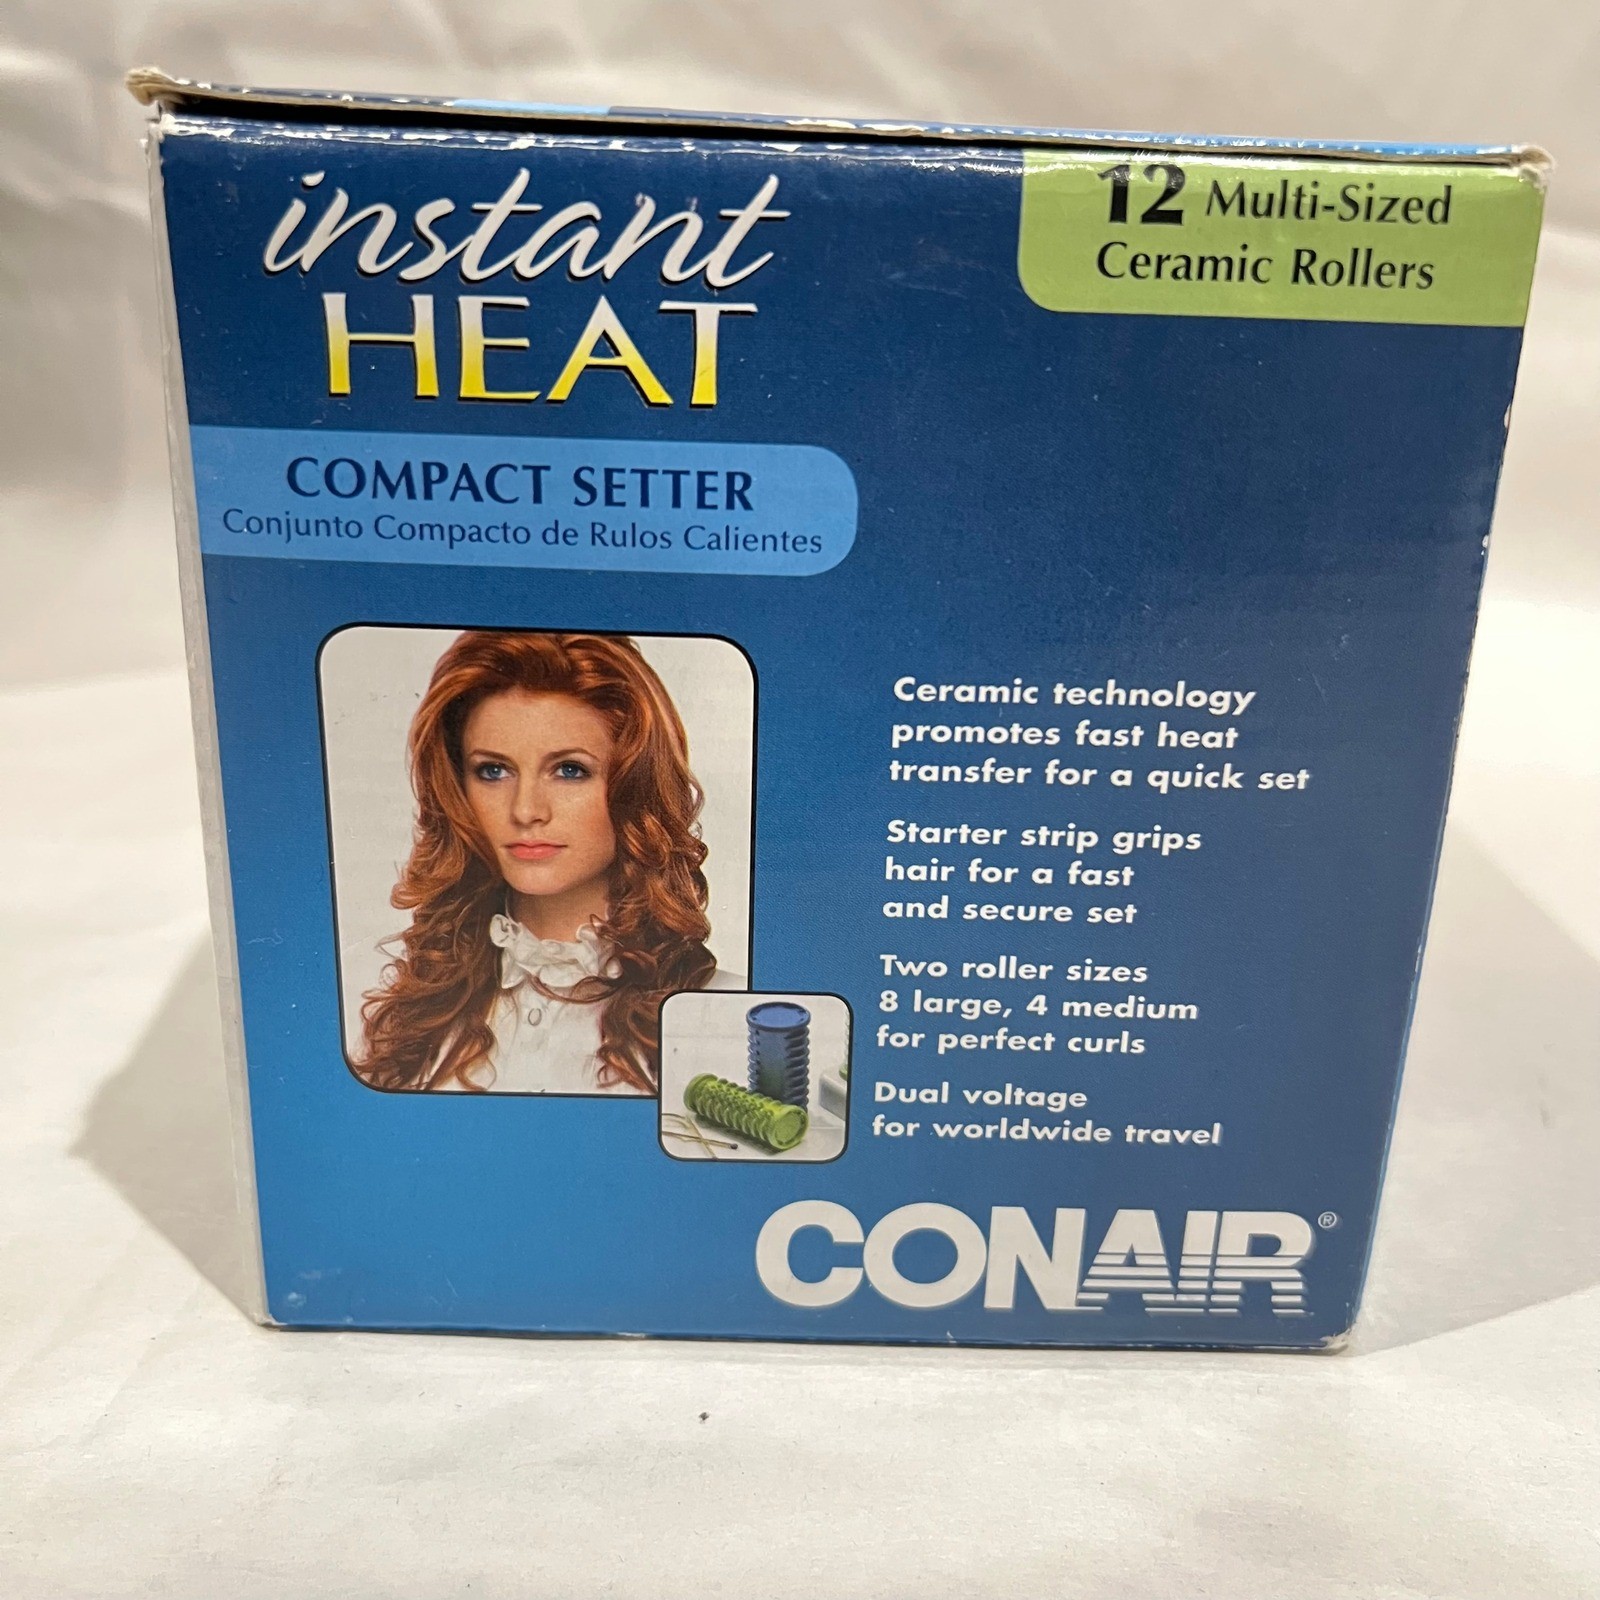 instant
HEAT
12 Multi-Sized
Ceramic Rollers
COMPACT SETTER
Conjunto Compacto de Rulos Calientes
Ceramic technology
promotes fast heat
transfer for a quick set
Starter strip grips
hair for a fast
and secure set
Two roller sizes
8 large, 4 medium
for perfect curls
Dual voltage
for worldwide travel
CONAIR®